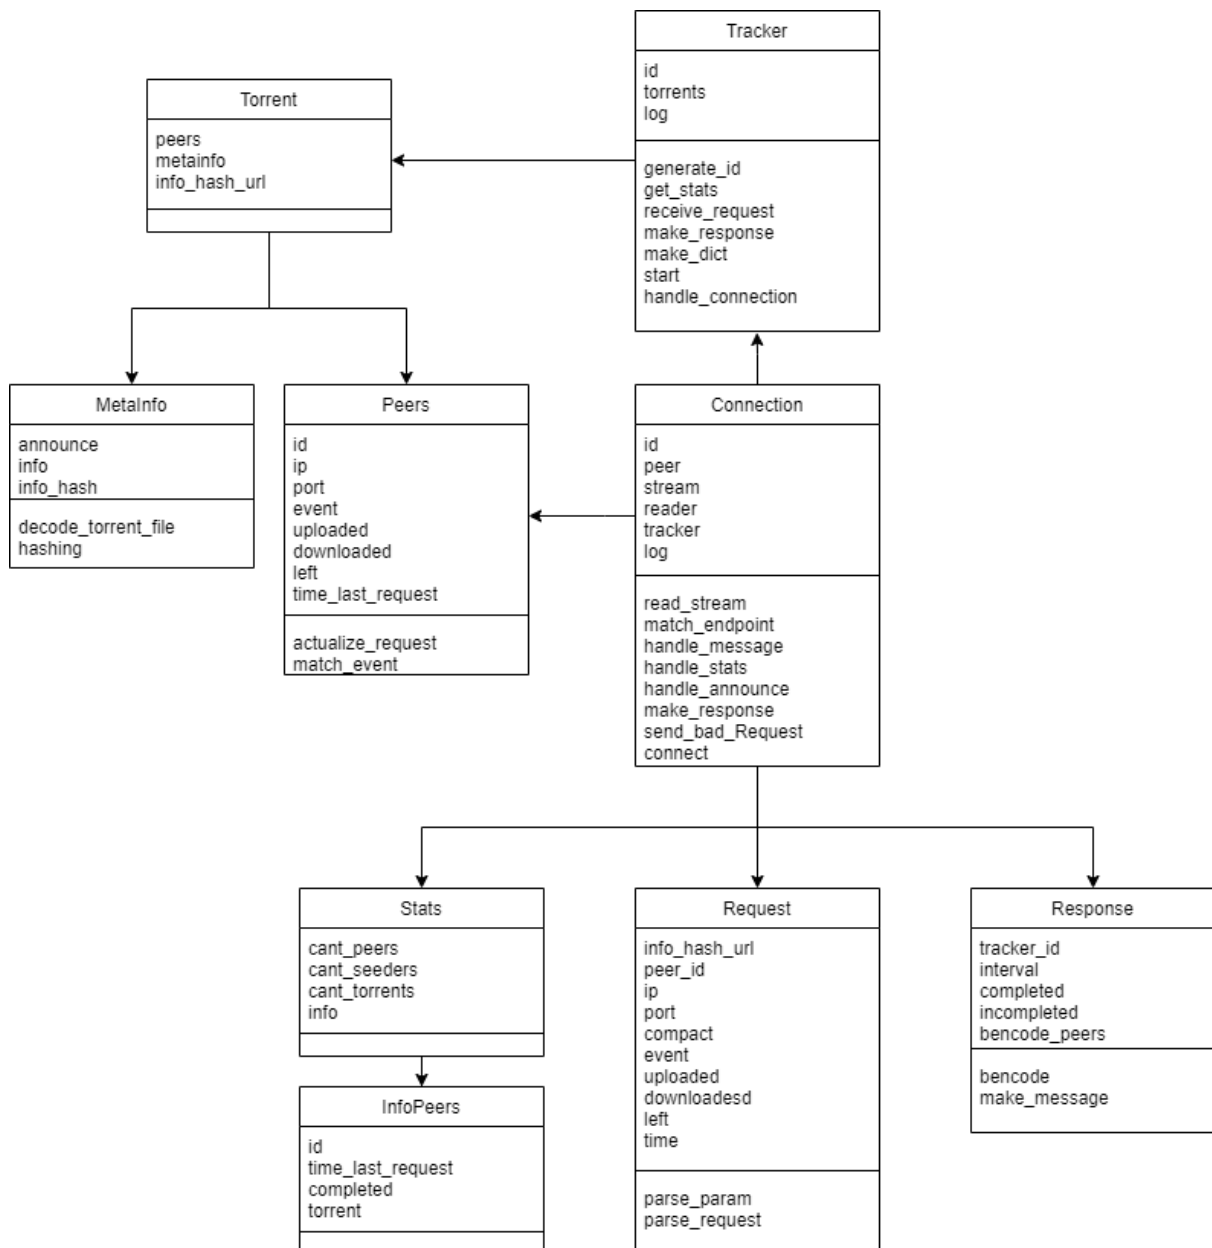 Tracker
id
torrents
log
generate_id
get_stats
receive_request
make_response
make_dict
start
handle_connection
Torrent
peers
metainfo
info_hash_url
MetaInfo
announce
info
info_hash
decode_torrent_file
hashing
Peers
id
ip
port
event
uploaded
downloaded
left
time_last_request
actualize_request
match_event
Connection
id
peer
stream
reader
tracker
log
read_stream
match_endpoint
handle_message
handle_stats
handle_announce
make_response
send_bad_Request
connect
Stats
cant_peers
cant_seeders
cant_torrents
info
InfoPeers
id
time_last_request
completed
torrent
Request
info_hash_url
peer_id
ip
port
compact
event
uploaded
downloadesd
left
time
parse_param
parse_request
Response
tracker_id
interval
completed
incompleted
bencode_peers
bencode
make_message